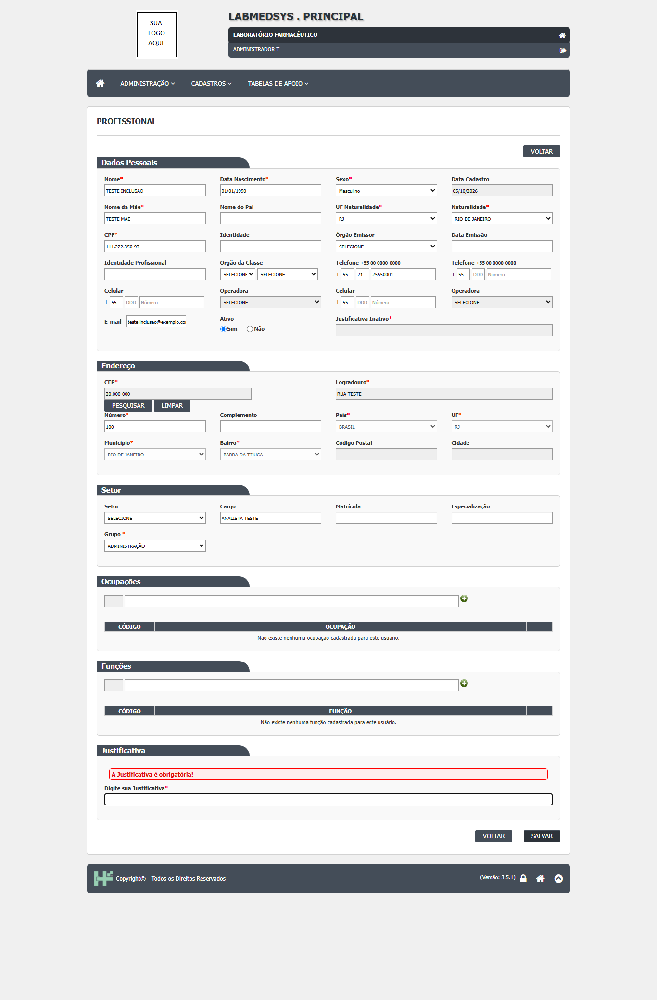 SUA
LOGO
AQUI
LABMEDSYS . PRINCIPAL
LABORATÓRIO FARMACÊUTICO
ADMINISTRADOR T
ADMINISTRAÇÃO CADASTROS TABELAS DE APOIO
PROFISSIONAL
VOLTAR
Dados Pessoais
Nome* Data Nascimento* Sexo* Data Cadastro
TESTE INCLUSAO 01/01/1990 Masculino 05/10/2026
Nome da Mãe* Nome do Pai UF Naturalidade* Naturalidade*
TESTE MAE RJ RIO DE JANEIRO
CPF* Identidade Órgão Emissor Data Emissão
111.222.350-97 SELECIONE
Identidade Profissional Orgão da Classe Telefone +55 00 0000-0000 Telefone +55 00 0000-0000
SELECIONE SELECIONE + 55 21 25550001 + 55 DDD Número
Celular Operadora Celular Operadora
+ 55 DDD Número SELECIONE + 55 DDD Número SELECIONE
E-mail teste.inclusao@exemplo.co Ativo Justificativa Inativo*
Sim Não
Endereço
CEP* Logradouro*
20.000-000 RUA TESTE
PESQUISAR LIMPAR
Número* Complemento País* UF*
100 BRASIL RJ
Município* Bairro* Código Postal Cidade
RIO DE JANEIRO BARRA DA TIJUCA
Setor
Setor Cargo Matrícula Especialização
SELECIONE ANALISTA TESTE
Grupo *
ADMINISTRAÇÃO
Ocupações
CÓDIGO OCUPAÇÃO
Não existe nenhuma ocupação cadastrada para este usuário.
Funções
CÓDIGO FUNÇÃO
Não existe nenhuma função cadastrada para este usuário.
Justificativa
A Justificativa é obrigatória!
Digite sua Justificativa*
VOLTAR SALVAR
Copyright© - Todos os Direitos Reservados (Versão: 3.5.1)